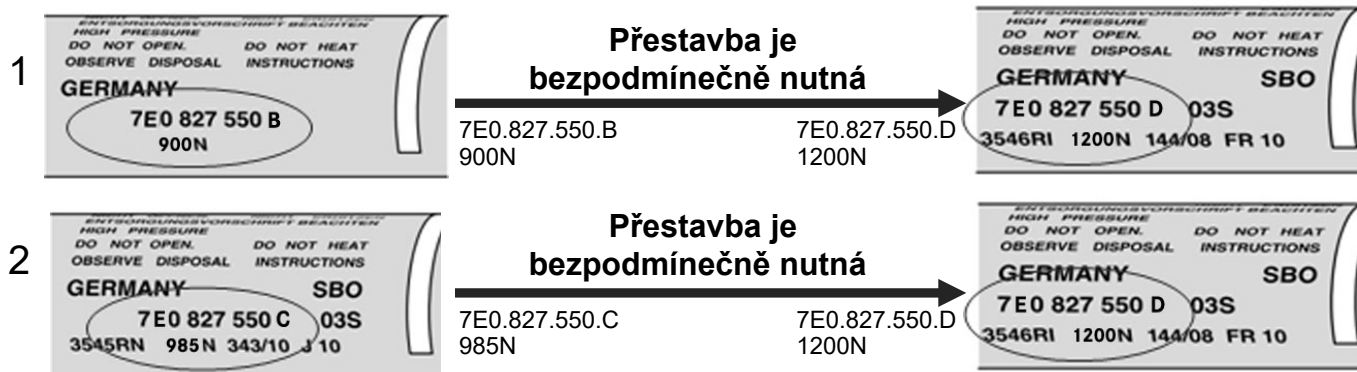 1
ENTSORGUNGSVORSCHRIFT BEACHTEN
HIGH PRESSURE
DO NOT OPEN. DO NOT HEAT
OBSERVE DISPOSAL INSTRUCTIONS
GERMANY
7E0 827 550 B
900N
Přestavba je
bezpodmínečně nutná
7E0.827.550.B 7E0.827.550.D
900N 1200N
ENTSORGUNGSVORSCHRIFT BEACHTEN
HIGH PRESSURE
DO NOT OPEN. DO NOT HEAT
OBSERVE DISPOSAL INSTRUCTIONS
GERMANY SBO
7E0 827 550 D 03S
3546RI 1200N 144/08 FR 10
2
ENTSORGUNGSVORSCHRIFT BEACHTEN
HIGH PRESSURE
DO NOT OPEN. DO NOT HEAT
OBSERVE DISPOSAL INSTRUCTIONS
GERMANY SBO
7E0 827 550 C 03S
3545RN 985N 343/10 J 10
Přestavba je
bezpodmínečně nutná
7E0.827.550.C 7E0.827.550.D
985N 1200N
ENTSORGUNGSVORSCHRIFT BEACHTEN
HIGH PRESSURE
DO NOT OPEN. DO NOT HEAT
OBSERVE DISPOSAL INSTRUCTIONS
GERMANY SBO
7E0 827 550 D 03S
3546RI 1200N 144/08 FR 10